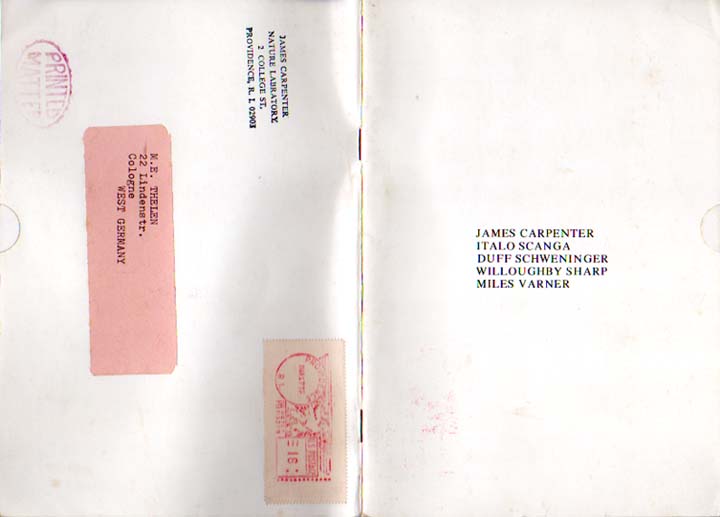 PRINTED
MATTER
JAMES CARPENTER
NATURE LABRATORY
2 COLLEGE ST.
PROVIDENCE, R. I. 02903
M.E. THELEN
22 Lindenstr.
Cologne
WEST GERMANY
JAMES CARPENTER
ITALO SCANGA
DUFF SCHWENINGER
WILLOUGHBY SHARP
MILES VARNER